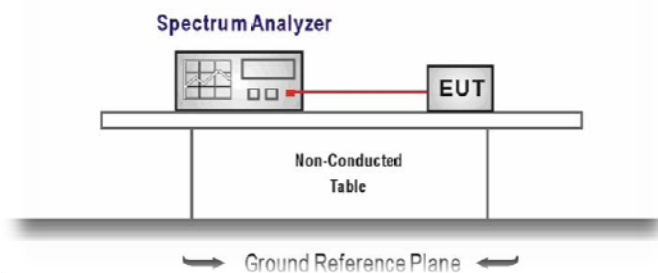 Spectrum Analyzer
EUT
Non-Conducted
Table
Ground Reference Plane